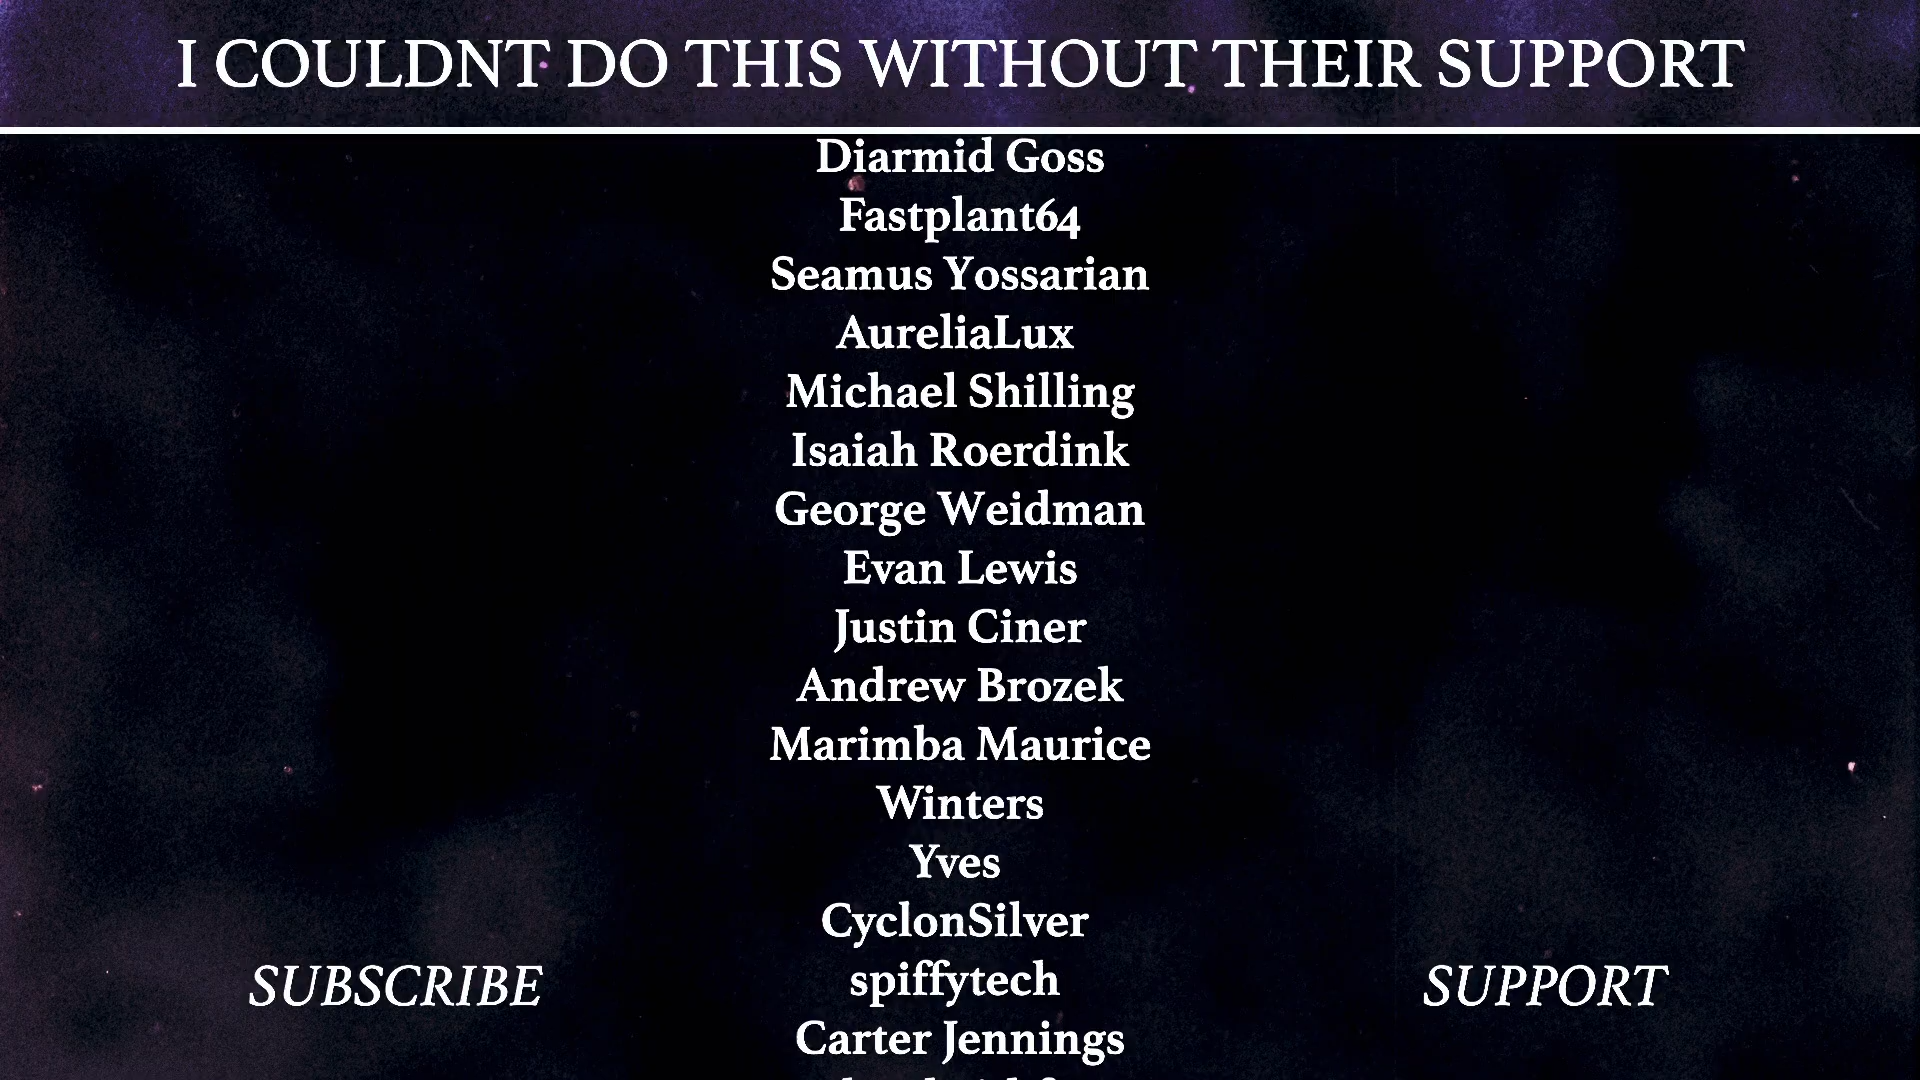 I COULDNT DO THIS WITHOUT THEIR SUPPORT
Diarmid Goss
Fastplant64
Seamus Yossarian
AureliaLux
Michael Shilling
Isaiah Roerdink
George Weidman
Evan Lewis
Justin Ciner
Andrew Brozek
Marimba Maurice
Winters
Yves
CyclonSilver
spiffytech
SUBSCRIBE
SUPPORT
Carter Jennings